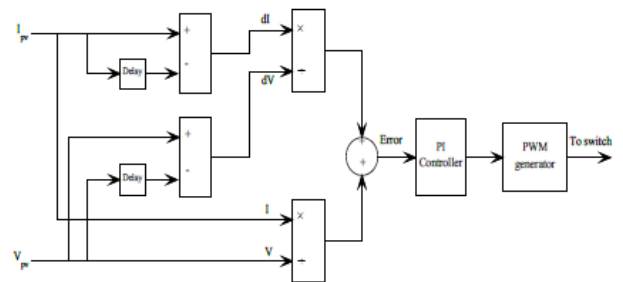 I pv
dI
+
×
Delay
-
dV
÷
+
Delay
-
+
Error
+
PI Controller
PWM generator
To switch
I
×
V pv
V
÷